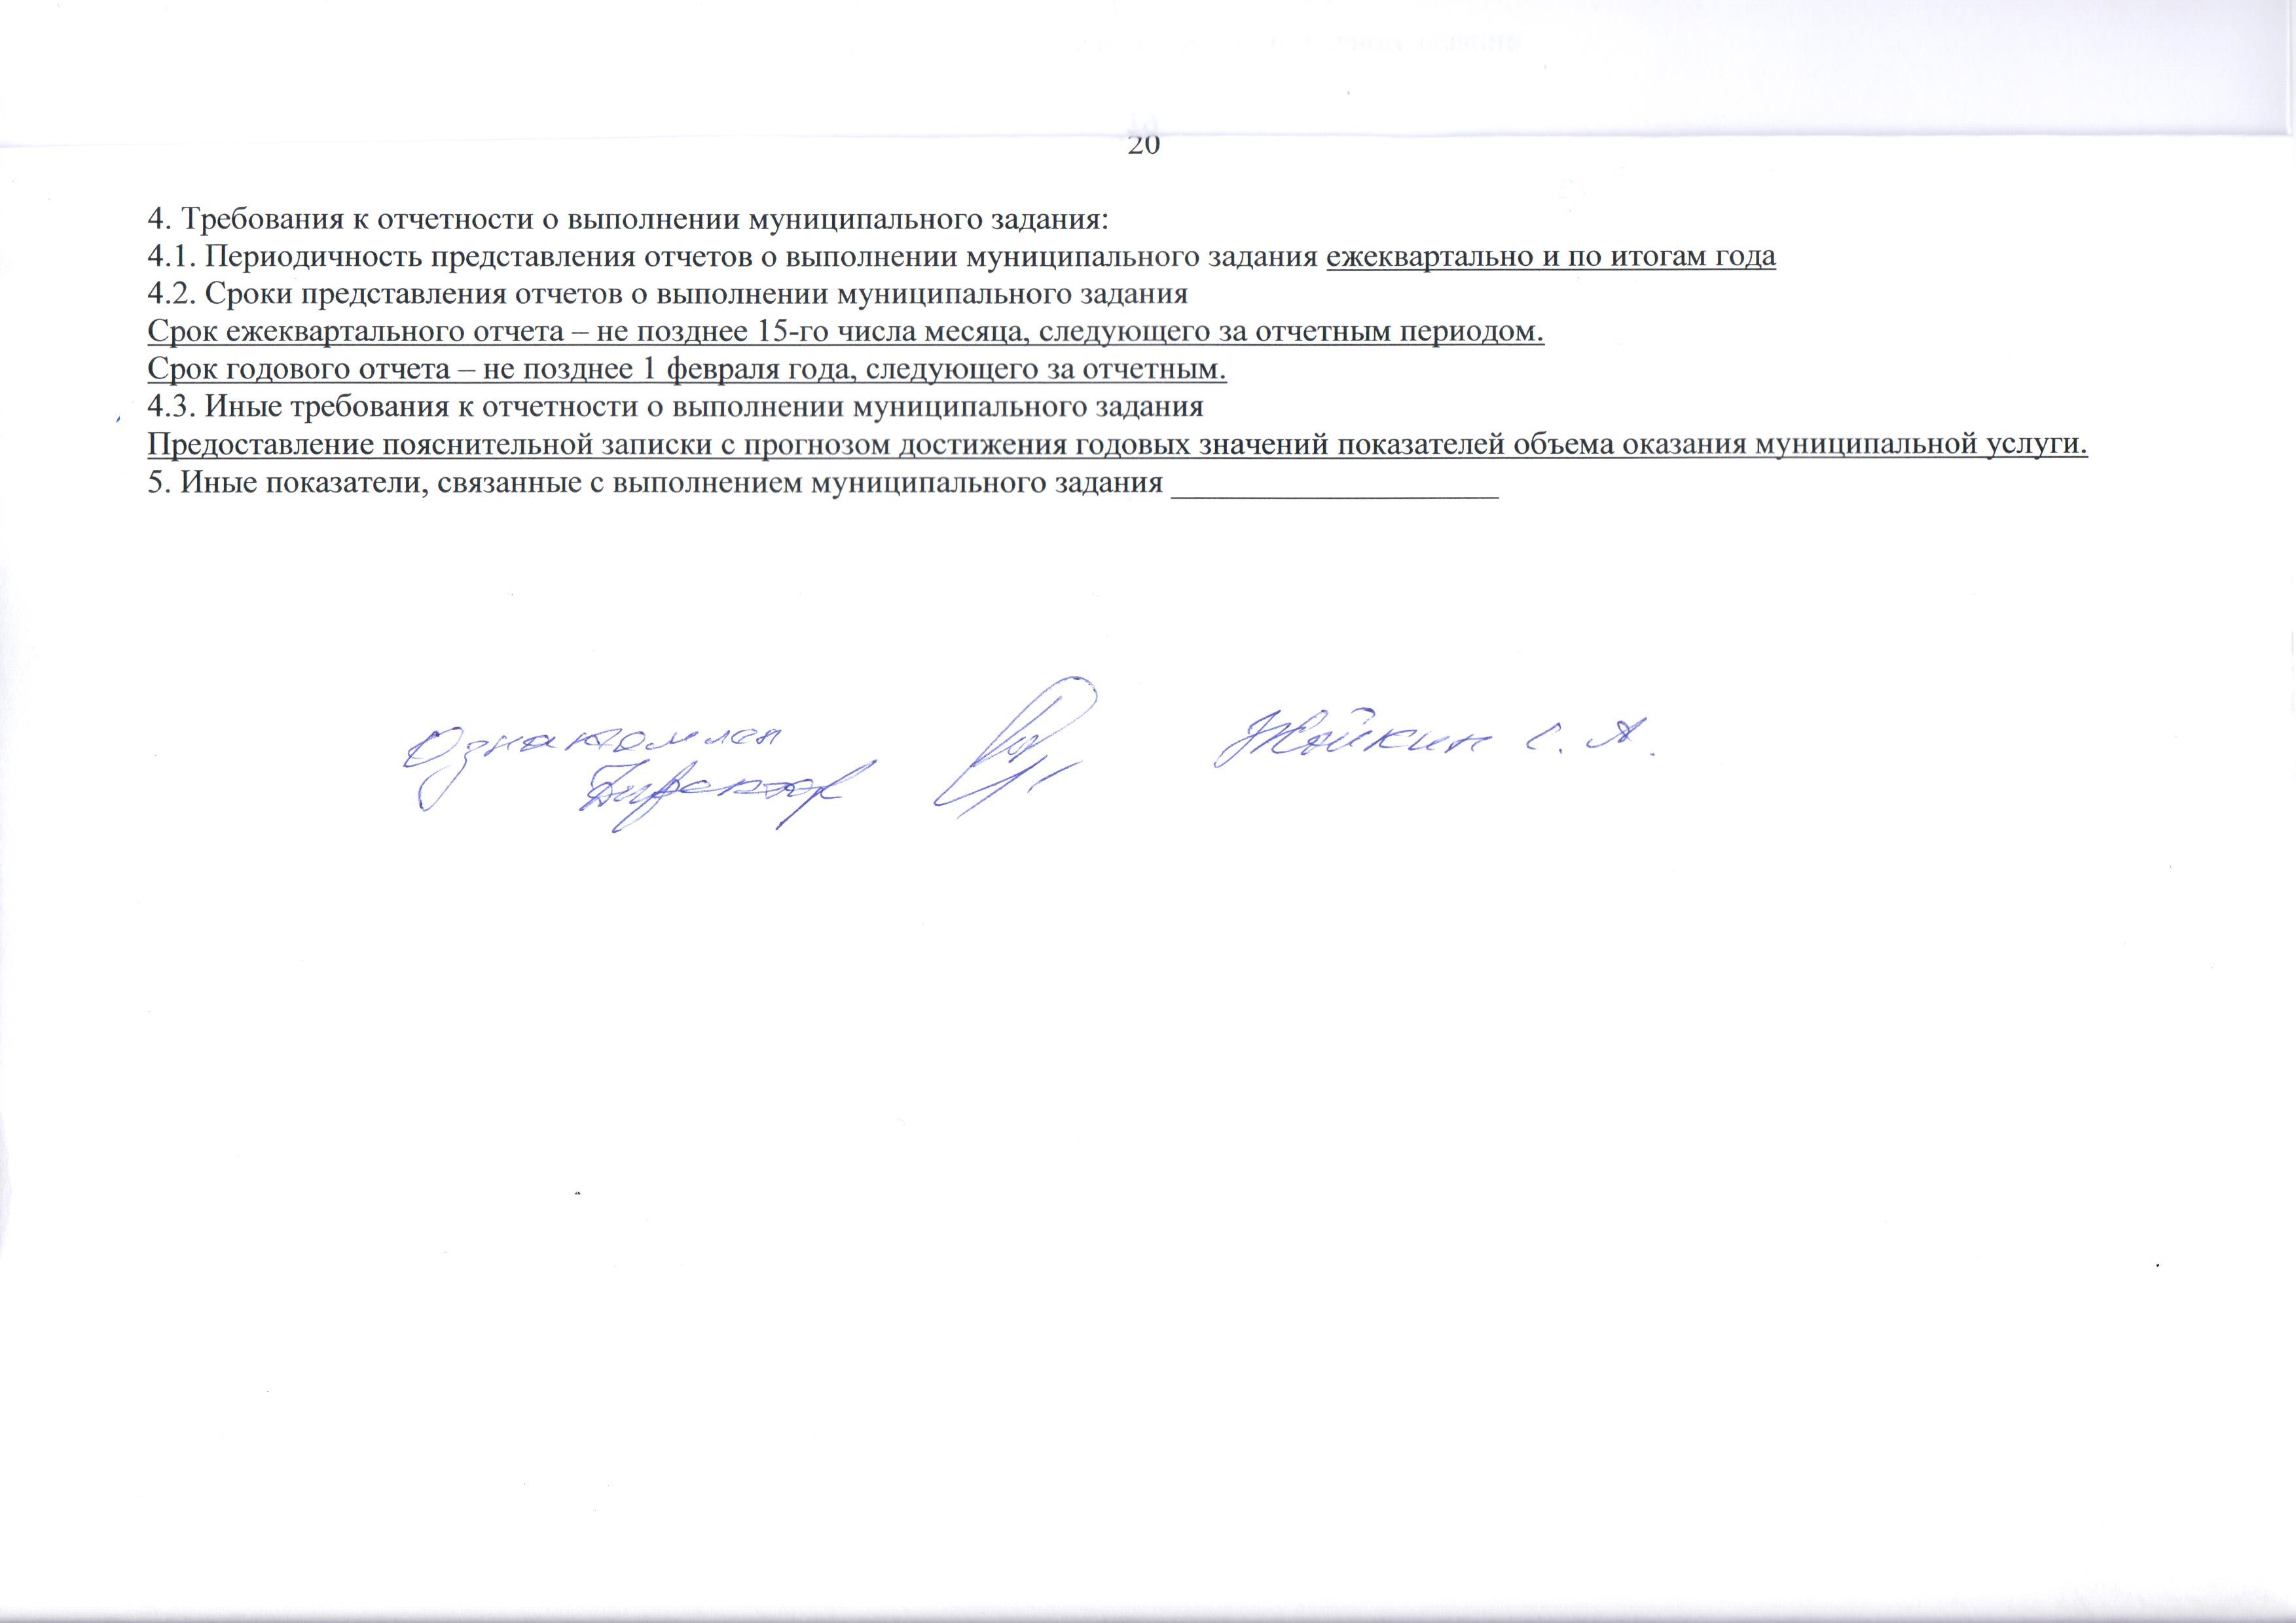 20
4. Требования к отчетности о выполнении муниципального задания:
4.1. Периодичность представления отчетов о выполнении муниципального задания ежеквартально и по итогам года
4.2. Сроки представления отчетов о выполнении муниципального задания
Срок ежеквартального отчета – не позднее 15-го числа месяца, следующего за отчетным периодом.
Срок годового отчета – не позднее 1 февраля года, следующего за отчетным.
4.3. Иные требования к отчетности о выполнении муниципального задания
Предоставление пояснительной записки с прогнозом достижения годовых значений показателей объема оказания муниципальной услуги.
5. Иные показатели, связанные с выполнением муниципального задания ____________________
Ознакомлен
Директор С. А.